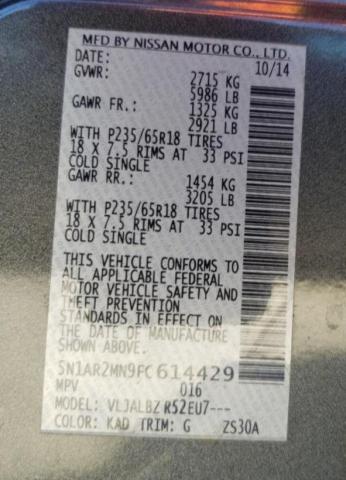 MFD BY NISSAN MOTOR CO., LTD.
DATE: 10/14
GVWR: 2715 KG
5986 LB
GAWR FR.: 1325 KG
2921 LB
WITH P235/65R18 TIRES
18 X 7.5 RIMS AT 33 PSI
COLD SINGLE
GAWR RR.: 1454 KG
3205 LB
WITH P235/65R18 TIRES
18 X 7.5 RIMS AT 33 PSI
COLD SINGLE
THIS VEHICLE CONFORMS TO
ALL APPLICABLE FEDERAL
MOTOR VEHICLE SAFETY AND
THEFT PREVENTION
STANDARDS IN EFFECT ON
THE DATE OF MANUFACTURE
SHOWN ABOVE.
5N1AR2MN9FC614429
MPV 016
MODEL: VLJALBZ R52EU7---
COLOR: KAD TRIM: G ZS30A